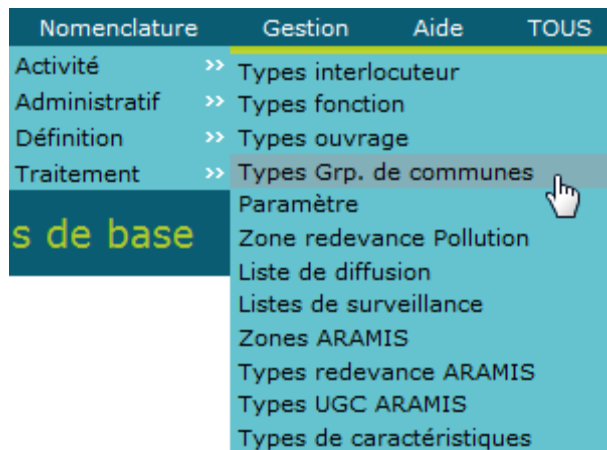 Nomenclature Gestion Aide TOUS
Activité >>
Administratif >>
Définition >>
Traitement >>
s de base
Types interlocuteur
Types fonction
Types ouvrage
Types Grp. de communes
Paramètre
Zone redevance Pollution
Liste de diffusion
Listes de surveillance
Zones ARAMIS
Types redevance ARAMIS
Types UGC ARAMIS
Types de caractéristiques